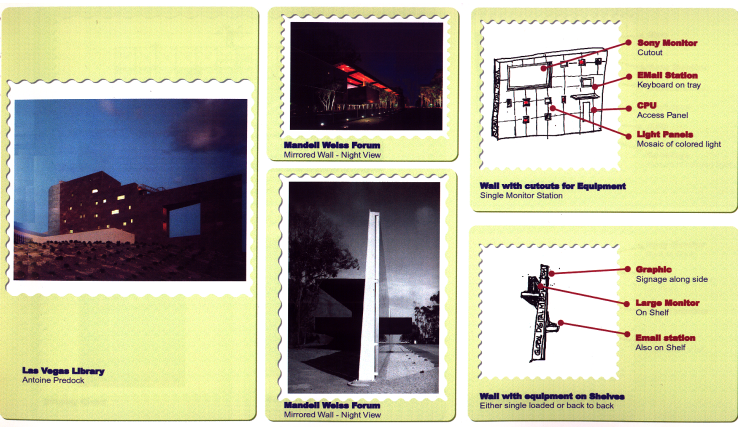 Las Vegas Library
Antoine Predock
Mandell Weiss Forum
Mirrored Wall - Night View
Mandell Weiss Forum
Mirrored Wall - Night View
Sony Monitor
Cutout
EMail Station
Keyboard on tray
CPU
Access Panel
Light Panels
Mosaic of colored light
Wall with cutouts for Equipment
Single Monitor Station
Graphic
Signage along side
Large Monitor
On Shelf
Email station
Also on Shelf
Wall with equipment on Shelves
Either single loaded or back to back